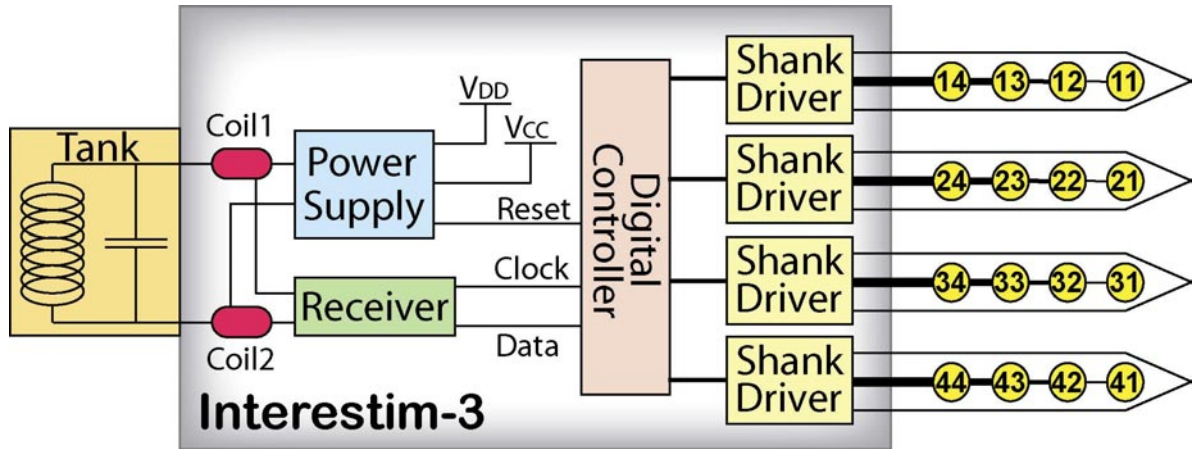 Tank
Coil1
Coil2
Power
Supply
Receiver
VDD
VCC
Reset
Clock
Data
Digital
Controller
Shank
Driver
14 13 12 11
Shank
Driver
24 23 22 21
Shank
Driver
34 33 32 31
Shank
Driver
44 43 42 41
Interestim-3